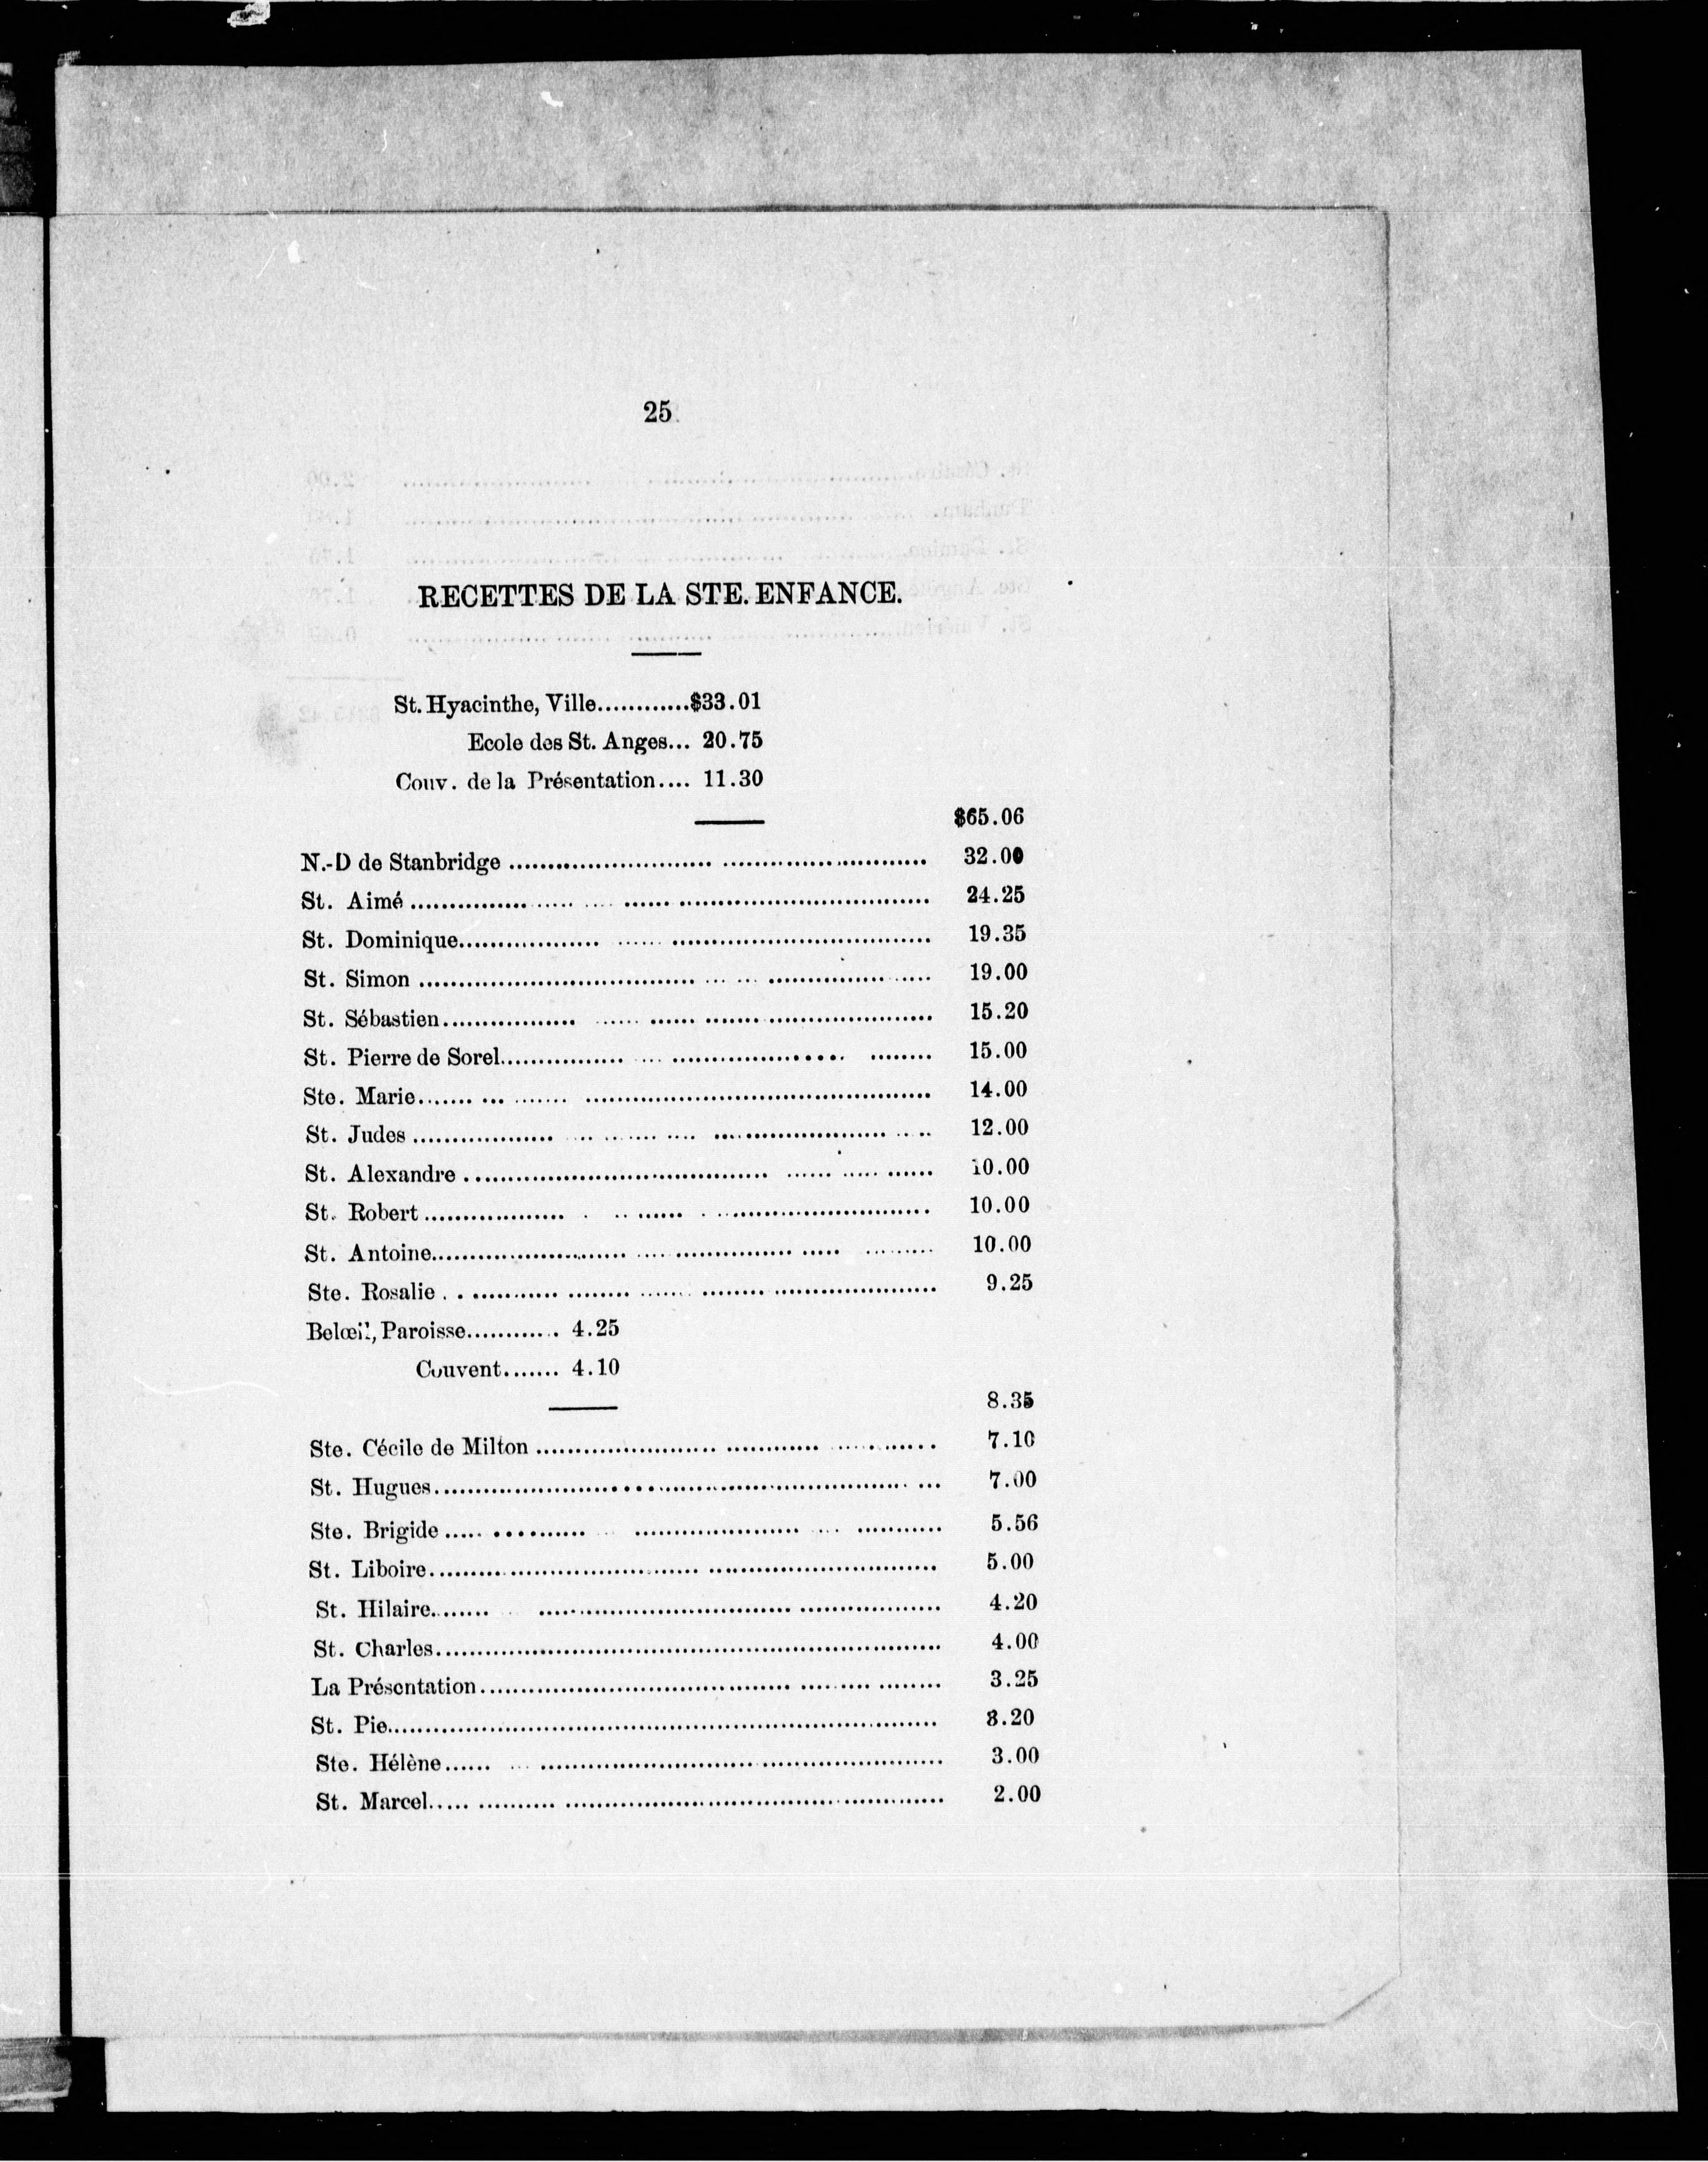 25
RECETTES DE LA STE. ENFANCE.
St. Hyacinthe, Ville............$33.01
Ecole des St. Anges... 20.75
Couv. de la Présentation.... 11.30
$65.06
N.-D de Stanbridge .................... 32.00
St. Aimé .................... 24.25
St. Dominique.................... 19.35
St. Simon .................... 19.00
St. Sébastien.................... 15.20
St. Pierre de Sorel.................... 15.00
Ste. Marie.................... 14.00
St. Judes .................... 12.00
St. Alexandre .................... 10.00
St. Robert .................... 10.00
St. Antoine.................... 10.00
Ste. Rosalie .................... 9.25
Belœil, Paroisse............ 4.25
Couvent....... 4.10
8.35
Ste. Cécile de Milton .................... 7.10
St. Hugues.................... 7.00
Ste. Brigide .................... 5.56
St. Liboire.................... 5.00
St. Hilaire.................... 4.20
St. Charles.................... 4.00
La Présentation.................... 3.25
St. Pie.................... 3.20
Ste. Hélène.................... 3.00
St. Marcel.................... 2.00